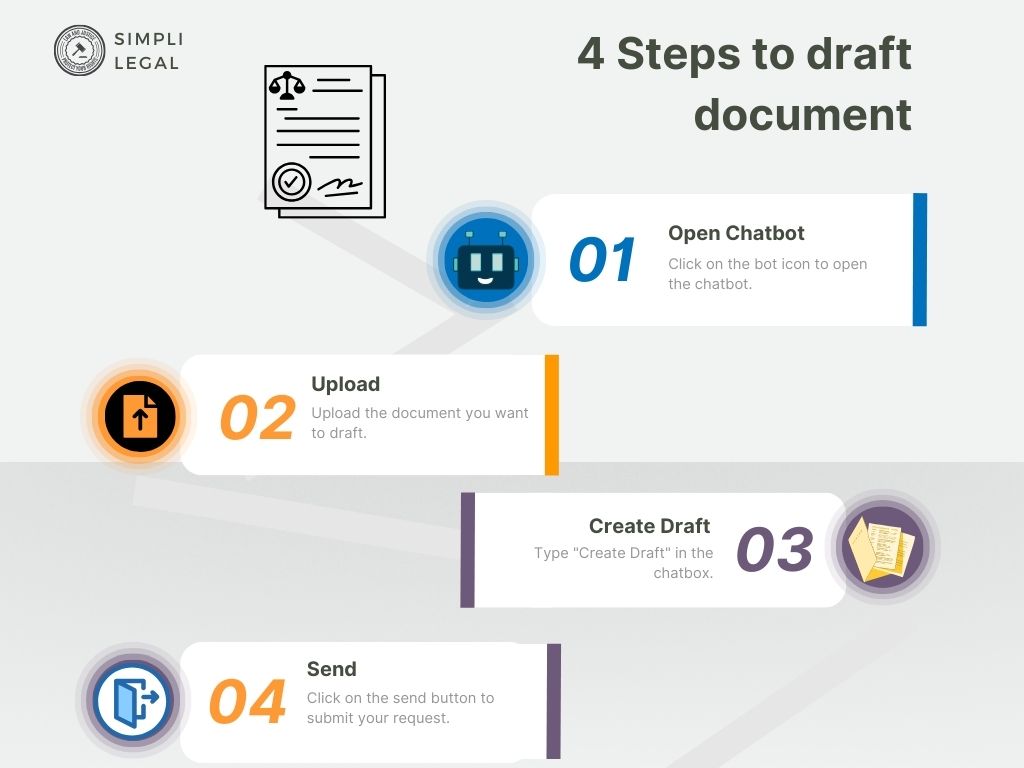 SIMPLI
LEGAL
4 Steps to draft
document
01
Open Chatbot
Click on the bot icon to open
the chatbot.
02
Upload
Upload the document you want
to draft.
Create Draft
Type "Create Draft" in the
chatbox.
03
04
Send
Click on the send button to
submit your request.